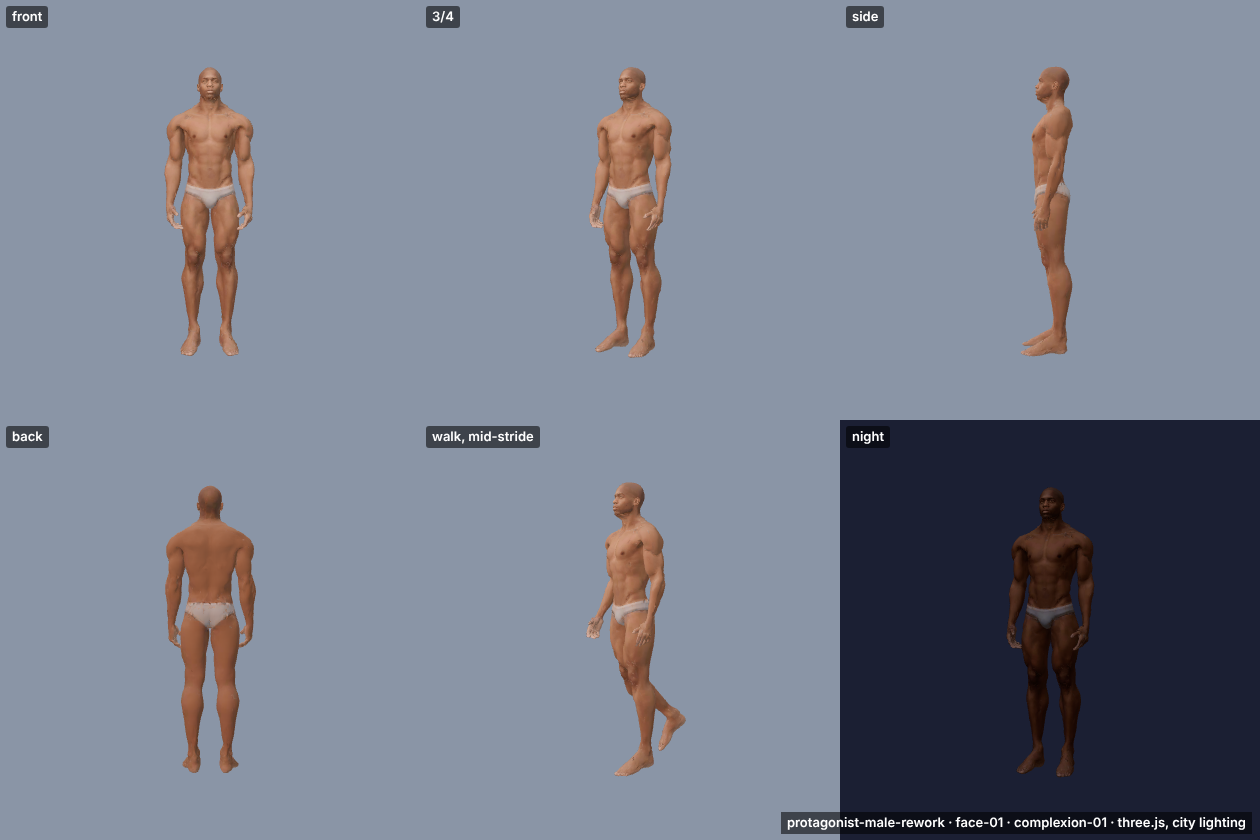 front
3/4
side
back
walk, mid-stride
night
protagonist-male-rework · face-01 · complexion-01 · three.js, city lighting